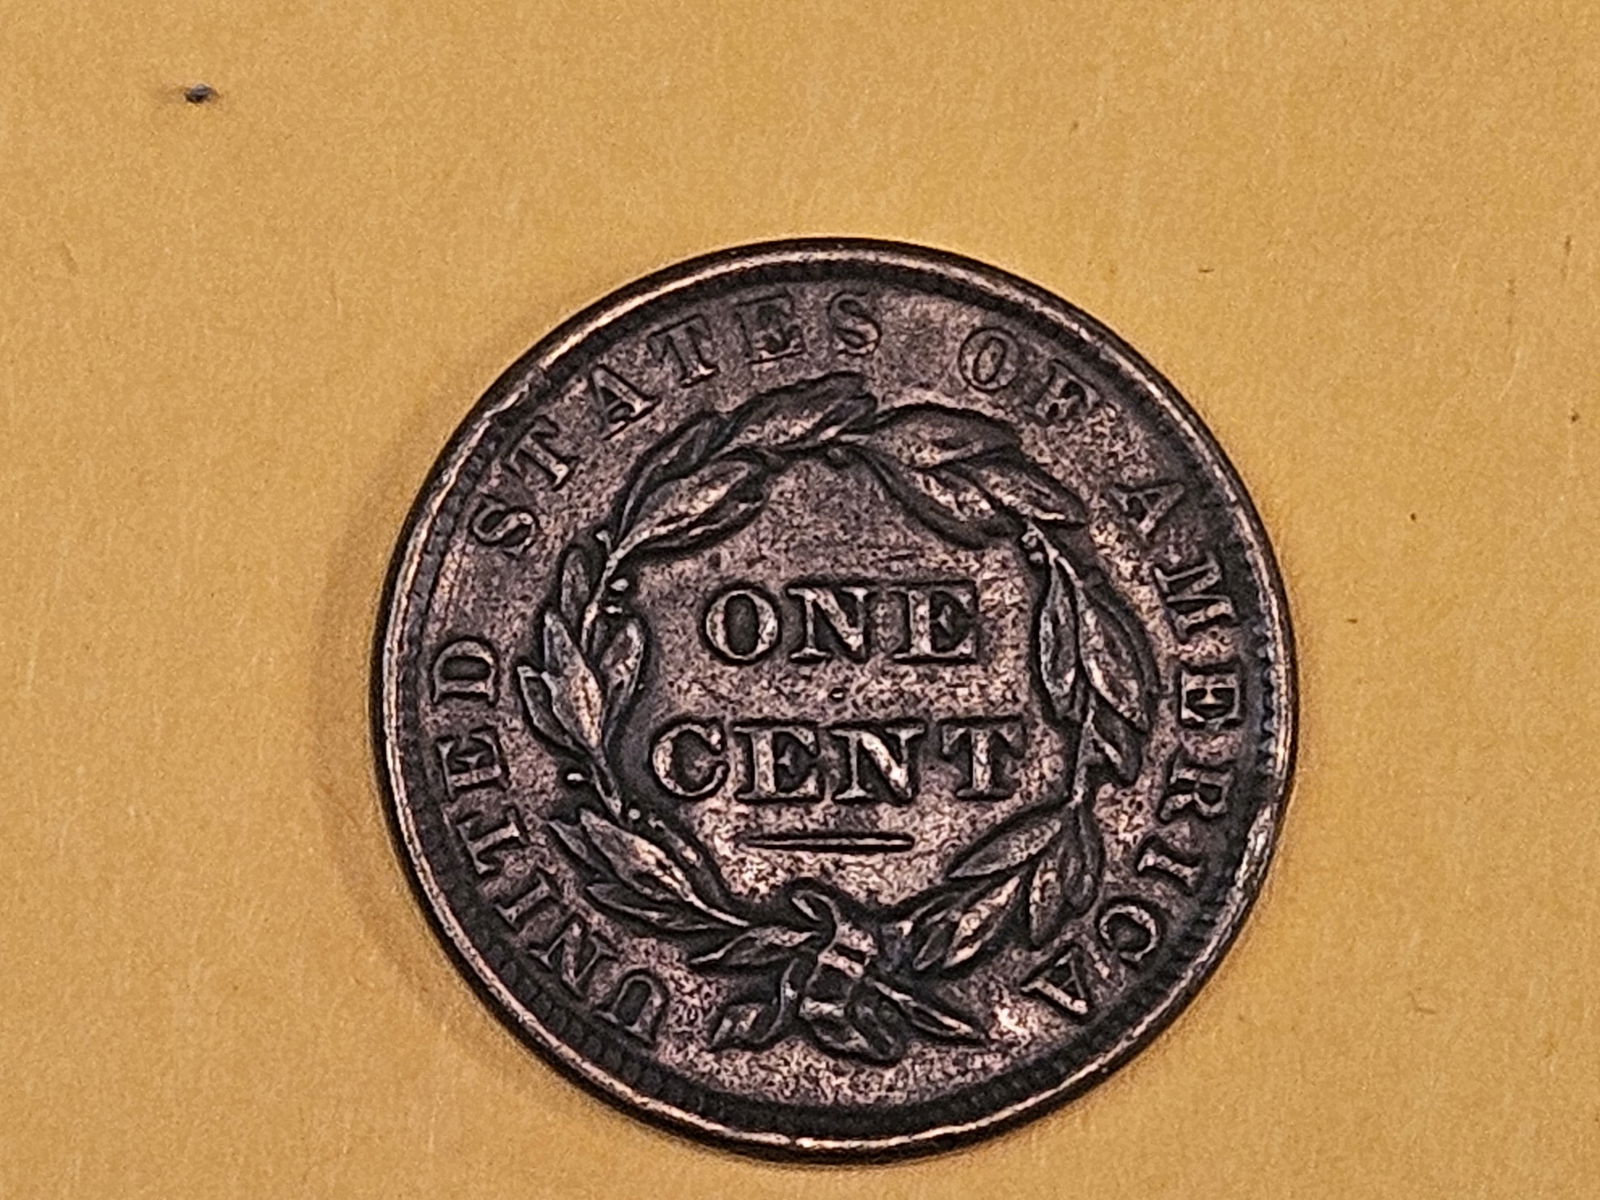 UNITED STATES OF AMERICA
ONE
CENT